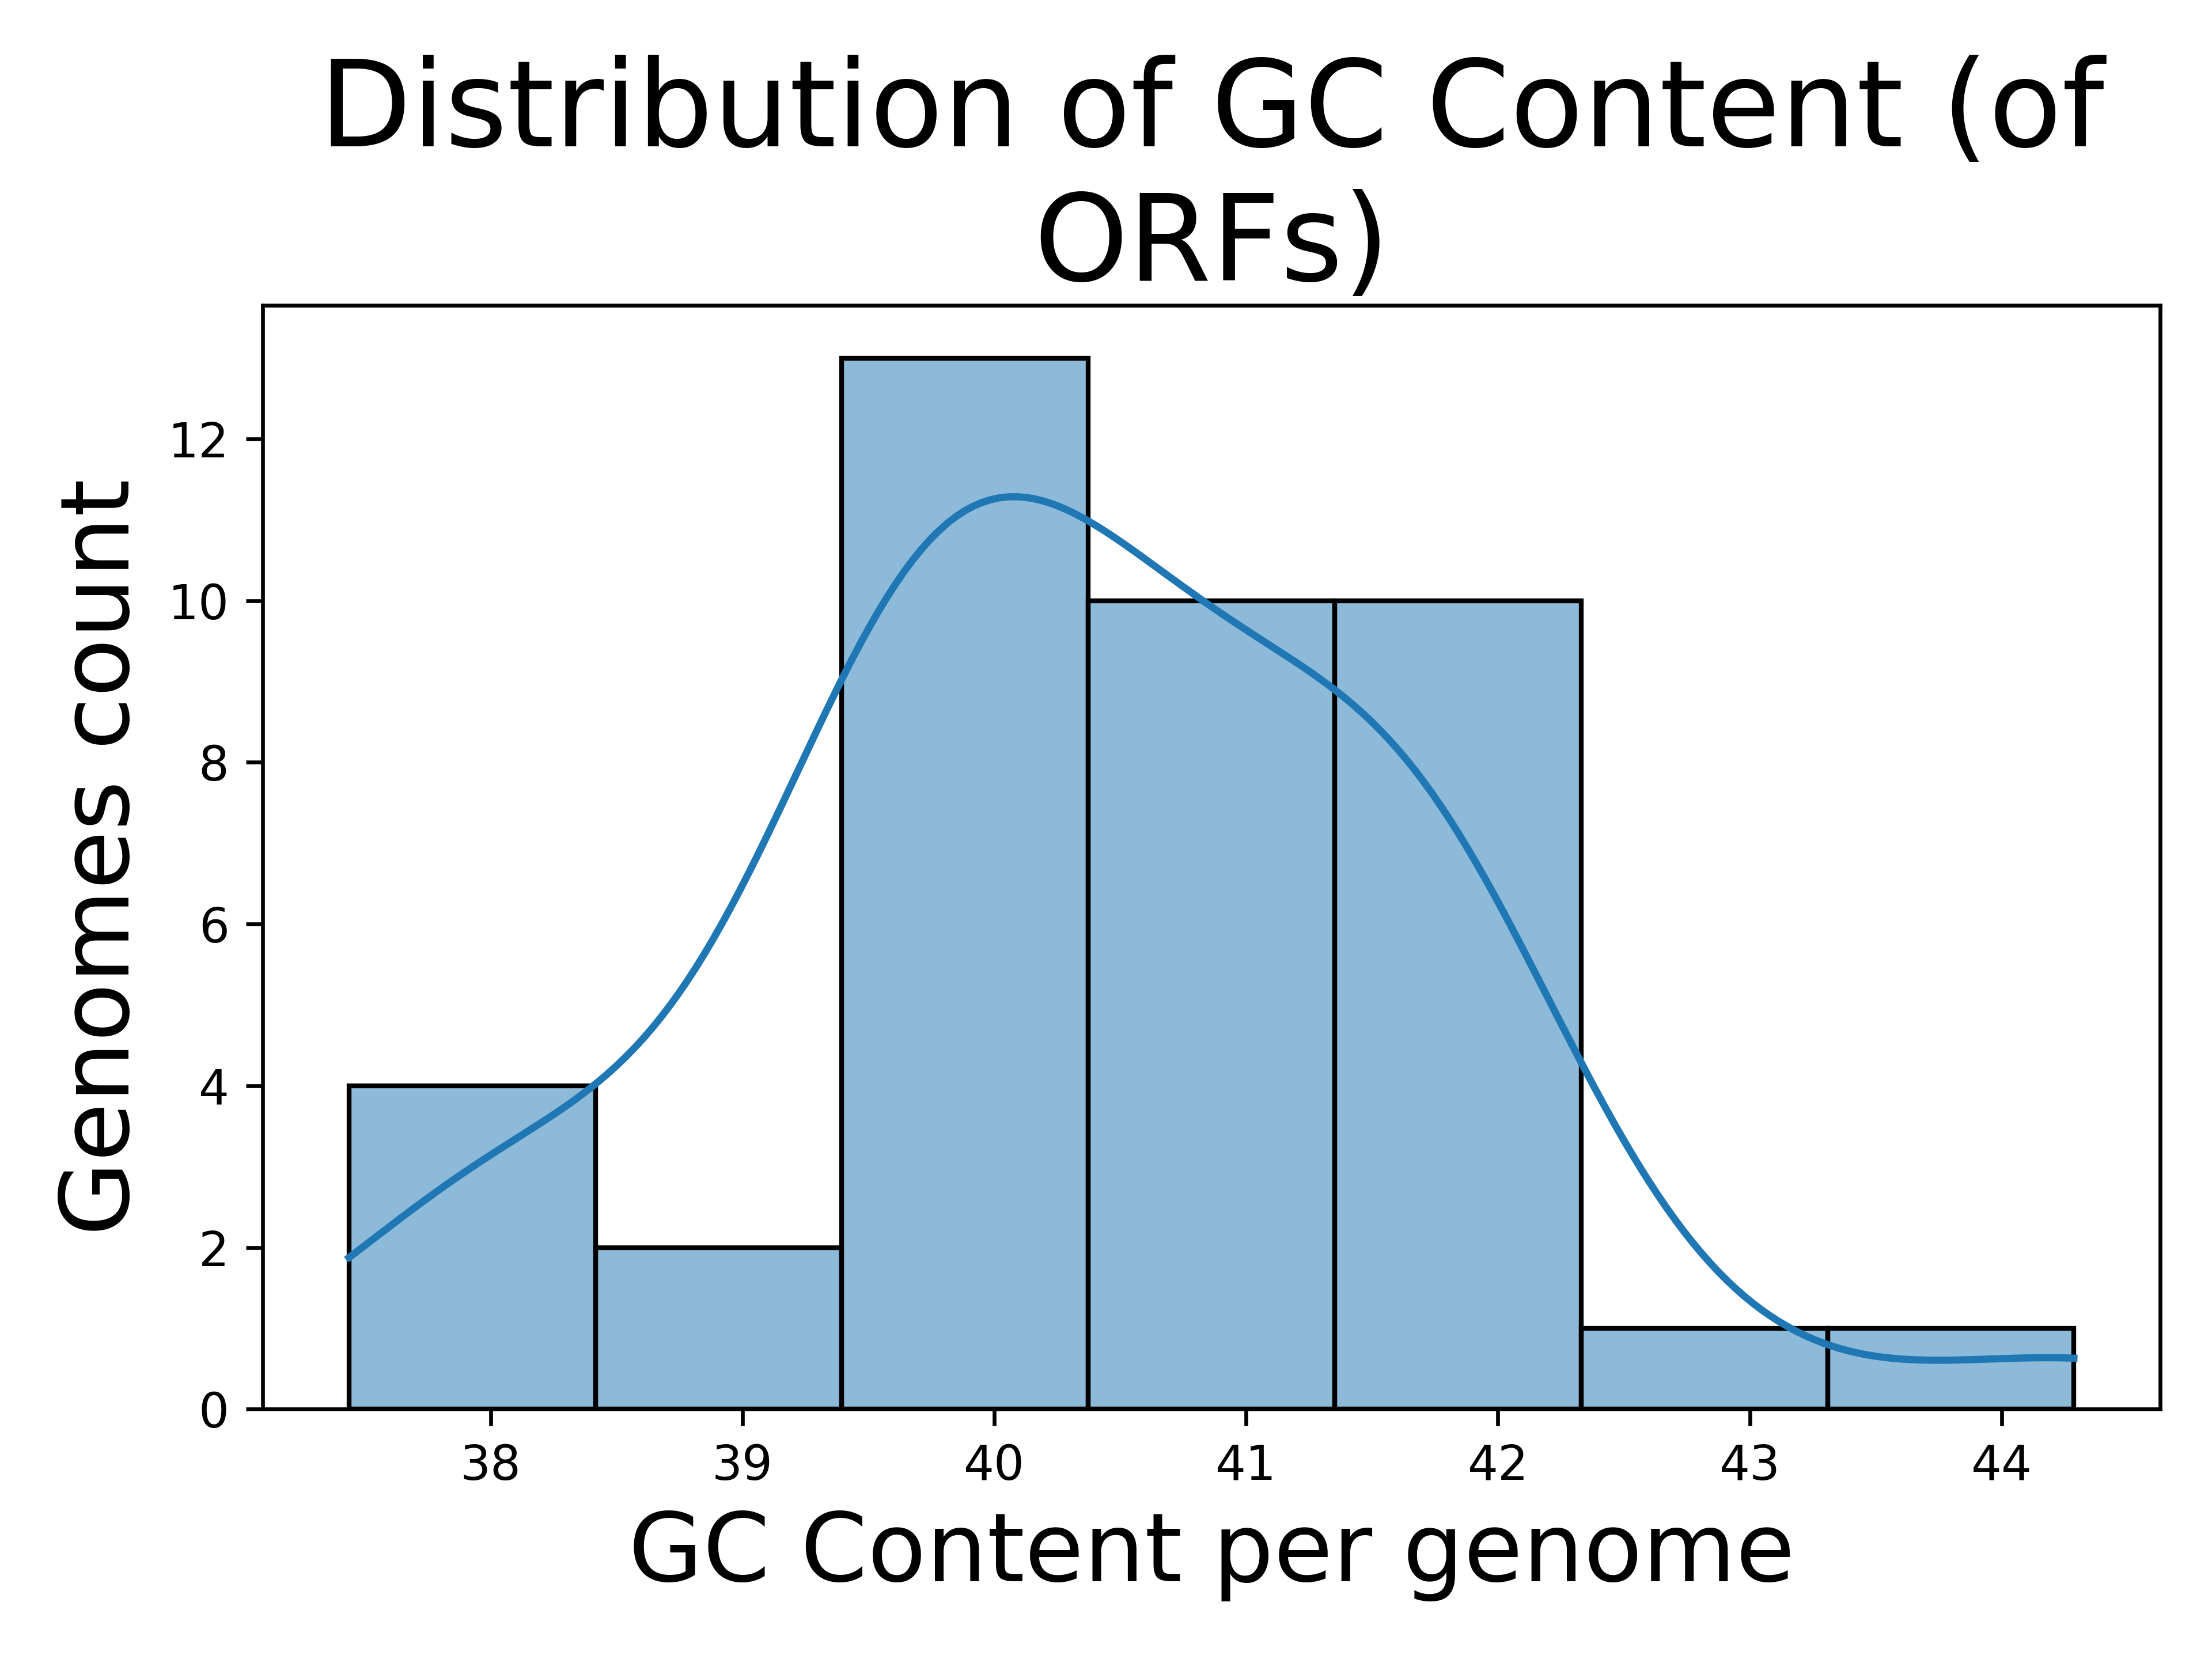 Distribution of GC Content (of
ORFs)
Genomes count
12
10
8
6
4
2
0
38 39 40 41 42 43 44
GC Content per genome